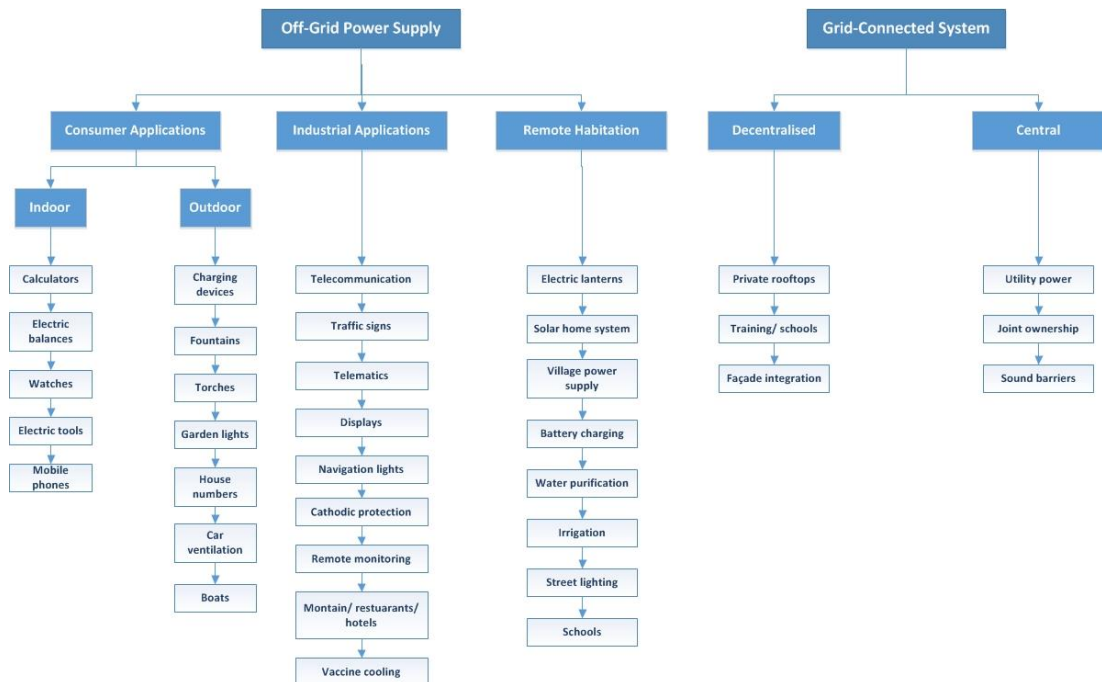 Off-Grid Power Supply
Grid-Connected System
Consumer Applications
Industrial Applications
Remote Habitation
Decentralised
Central
Indoor
Outdoor
Calculators
Electric
balances
Watches
Electric tools
Mobile
phones
Charging
devices
Fountains
Torches
Garden lights
House
numbers
Car
ventilation
Boats
Telecommunication
Traffic signs
Telematics
Displays
Navigation lights
Cathodic protection
Remote monitoring
Montain/ restuarants/
hotels
Vaccine cooling
Electric lanterns
Solar home system
Village power
supply
Battery charging
Water purification
Irrigation
Street lighting
Schools
Private rooftops
Training/ schools
Façade integration
Utility power
Joint ownership
Sound barriers